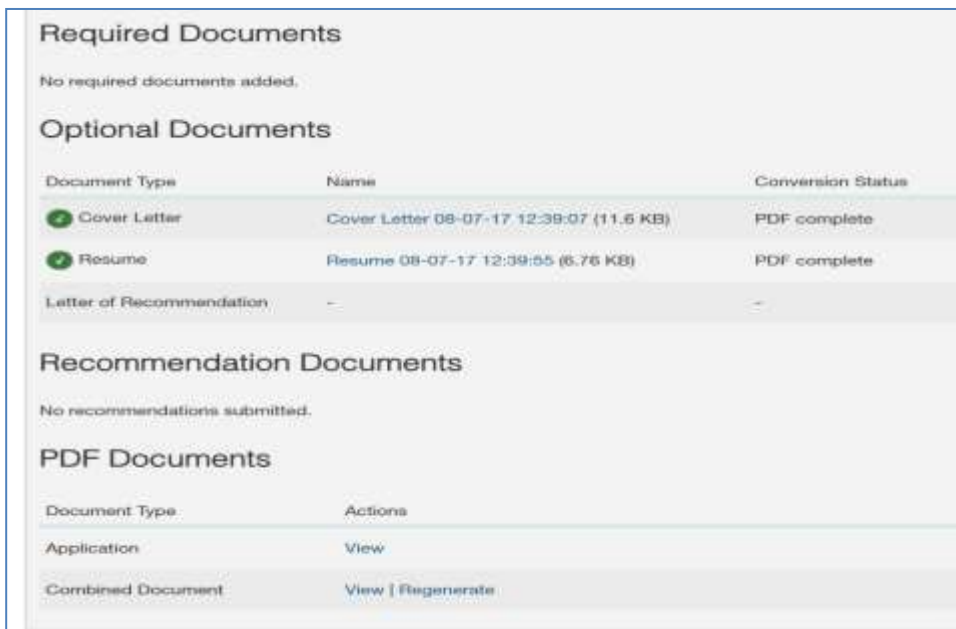 Required Documents
No required documents added.
Optional Documents
Document Type Name Conversion Status
Cover Letter Cover Letter 08-07-17 12:39:07 (11.6 KB) PDF complete
Resume Resume 08-07-17 12:39:55 (6.76 KB) PDF complete
Letter of Recommendation - -
Recommendation Documents
No recommendations submitted.
PDF Documents
Document Type Actions
Application View
Combined Document View | Regenerate